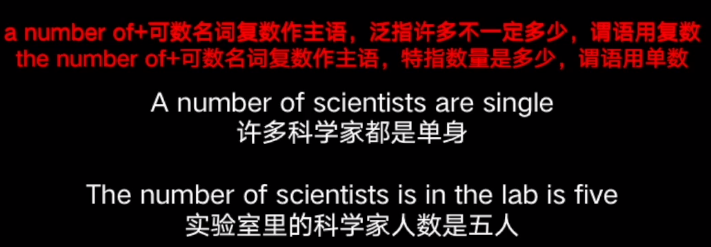 a number of+可数名词复数作主语，泛指许多不一定多少，谓语用复数
the number of+可数名词复数作主语，特指数量是多少，谓语用单数
A number of scientists are single
许多科学家都是单身
The number of scientists is in the lab is five
实验室里的科学家人数是五人